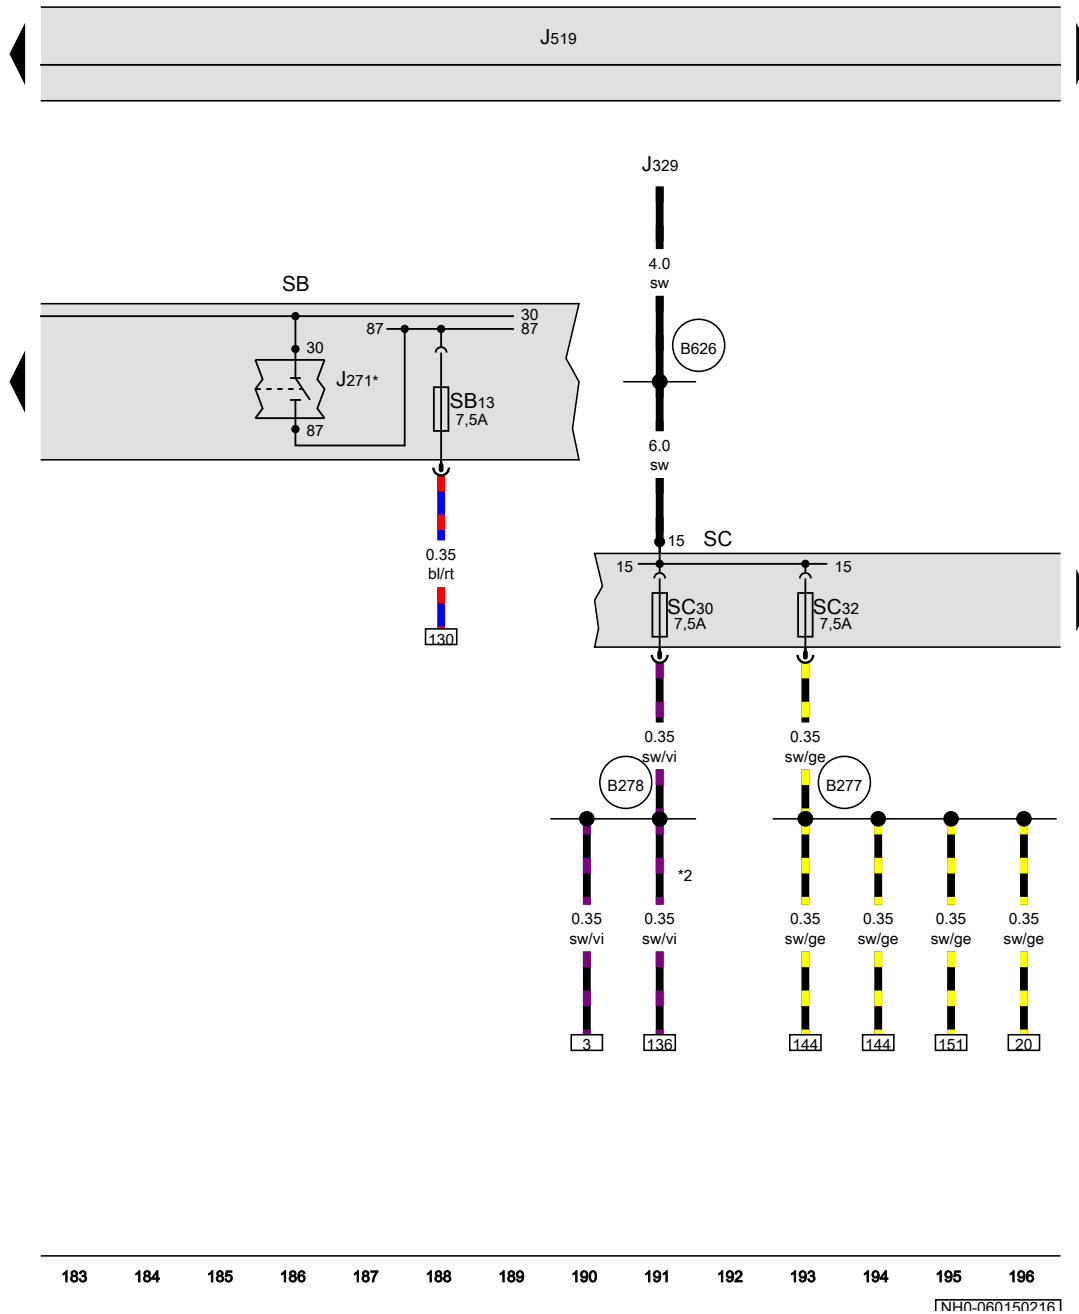 J519
J329
4.0
sw
SB
30
87
87
30
B626
J271*
SB13
7,5A
87
6.0
sw
15
SC
0.35
bl/rt
15
15
SC30
7,5A
SC32
7,5A
130
0.35
sw/vi
0.35
sw/ge
B278
B277
*2
0.35
sw/vi
0.35
sw/vi
0.35
sw/ge
0.35
sw/ge
0.35
sw/ge
0.35
sw/ge
3
136
144
144
151
20
183 184 185 186 187 188 189 190 191 192 193 194 195 196
NH0-060150216